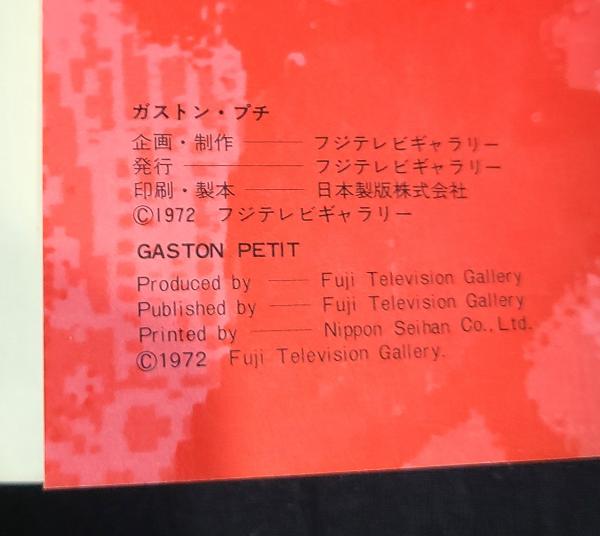 ガストン・プチ
企画・制作 ——— フジテレビギャラリー
発行 ——— フジテレビギャラリー
印刷・製本 ——— 日本製版株式会社
©1972 フジテレビギャラリー
GASTON PETIT
Produced by —— Fuji Television Gallery
Published by —— Fuji Television Gallery
Printed by ——— Nippon Seihan Co., Ltd.
©1972 Fuji Television Gallery.